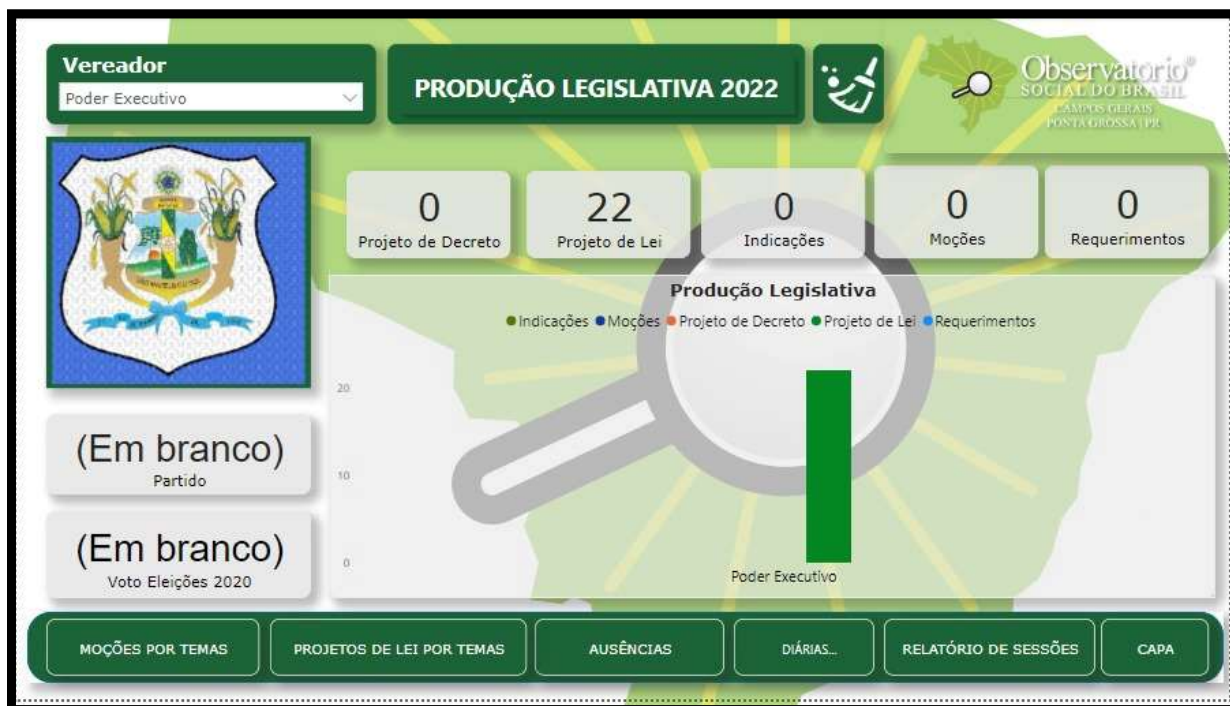 Vereador
Poder Executivo
PRODUÇÃO LEGISLATIVA 2022
Observatório®
SOCIAL DO BRASIL
CAMPOS GERAIS
PONTA GROSSA | PR
0
Projeto de Decreto
22
Projeto de Lei
0
Indicações
0
Moções
0
Requerimentos
Produção Legislativa
Indicações Moções Projeto de Decreto Projeto de Lei Requerimentos
20
10
0
Poder Executivo
(Em branco)
Partido
(Em branco)
Voto Eleições 2020
MOÇÕES POR TEMAS
PROJETOS DE LEI POR TEMAS
AUSÊNCIAS
DIÁRIAS...
RELATÓRIO DE SESSÕES
CAPA